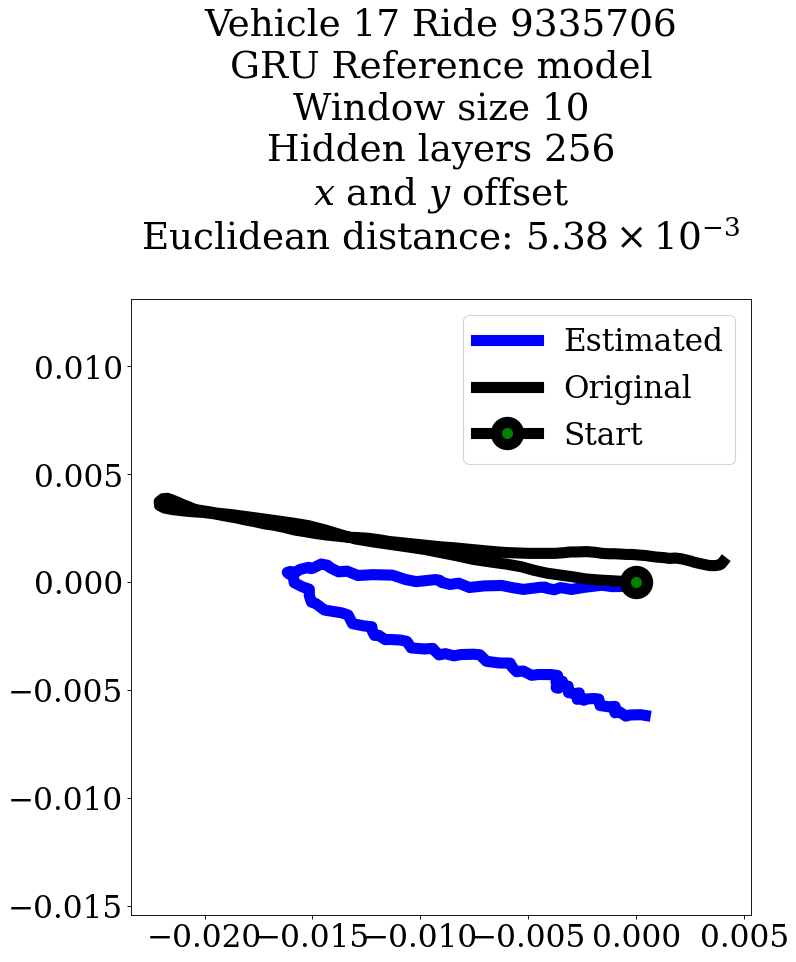 Vehicle 17 Ride 9335706
GRU Reference model
Window size 10
Hidden layers 256
x and y offset
Euclidean distance: 5.38 × 10⁻³
Estimated
Original
Start
0.010
0.005
0.000
−0.005
−0.010
−0.015
−0.020 −0.015 −0.010 −0.005 0.000 0.005